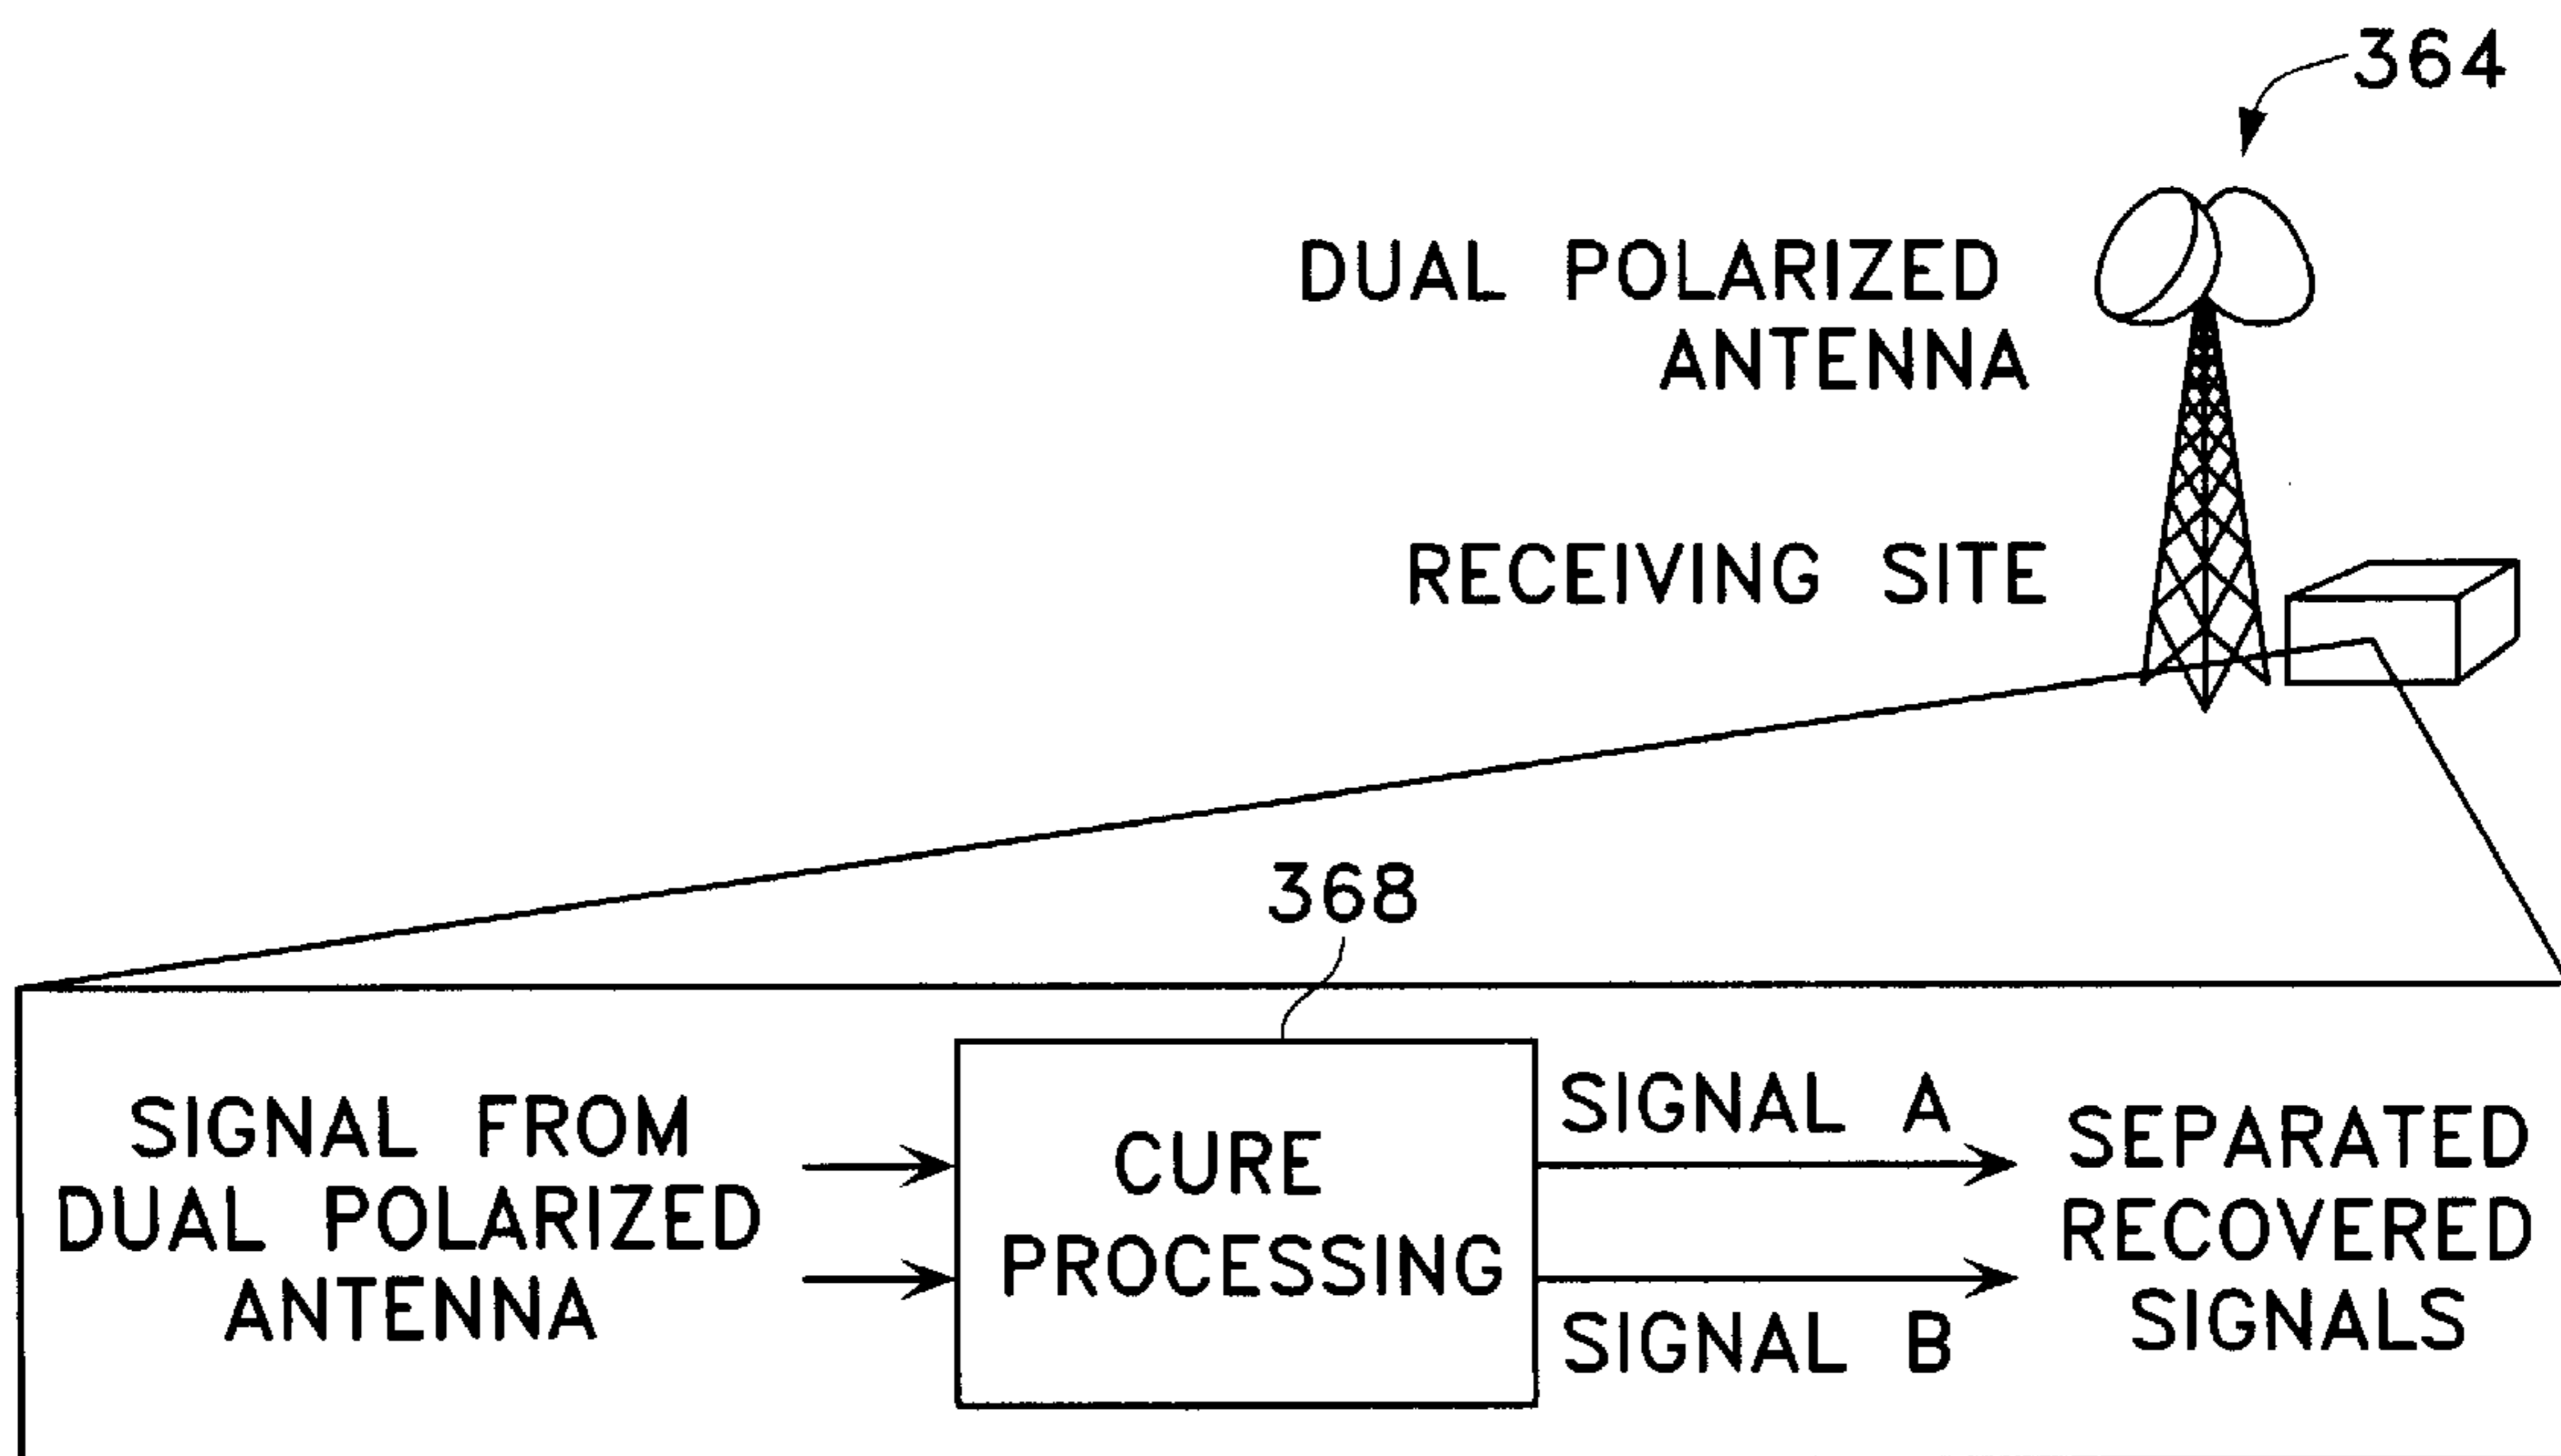 364
DUAL POLARIZED
ANTENNA
RECEIVING SITE
368
SIGNAL FROM
DUAL POLARIZED
ANTENNA
CURE
PROCESSING
SIGNAL A
SIGNAL B
SEPARATED
RECOVERED
SIGNALS